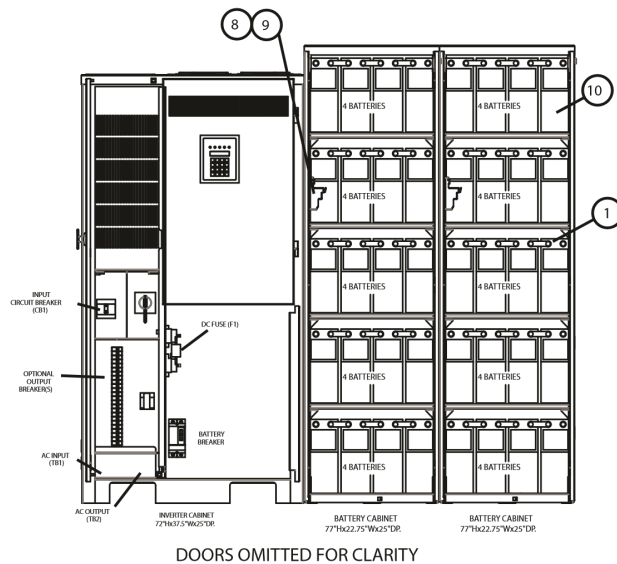 8
9
4 BATTERIES
4 BATTERIES
10
4 BATTERIES
4 BATTERIES
1
4 BATTERIES
4 BATTERIES
INPUT
CIRCUIT BREAKER
(CB1)
DC FUSE (F1)
4 BATTERIES
4 BATTERIES
OPTIONAL
OUTPUT
BREAKER(S)
BATTERY
BREAKER
AC INPUT
(TB1)
4 BATTERIES
4 BATTERIES
AC OUTPUT
(TB2)
INVERTER CABINET
72"Hx37.5"Wx25"DP.
BATTERY CABINET
77"Hx22.75"Wx25"DP.
BATTERY CABINET
77"Hx22.75"Wx25"DP.
DOORS OMITTED FOR CLARITY